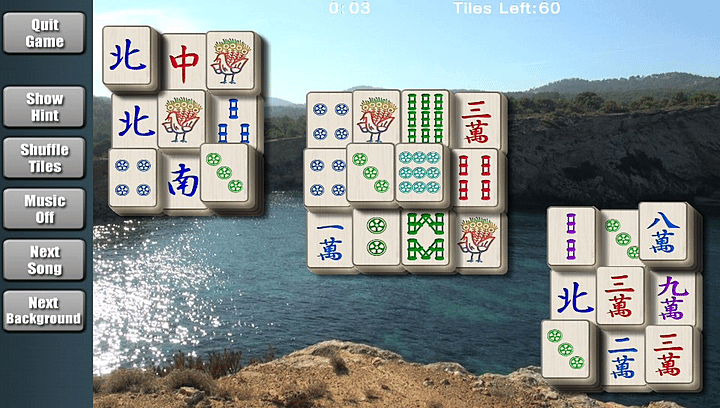 Quit
Game
0:03
Tiles Left:60
Show
Hint
Shuffle
Tiles
Music
Off
Next
Song
Next
Background
北
中
北
南
三
萬
一
萬
八
萬
北
三
萬
九
萬
二
萬
三
萬